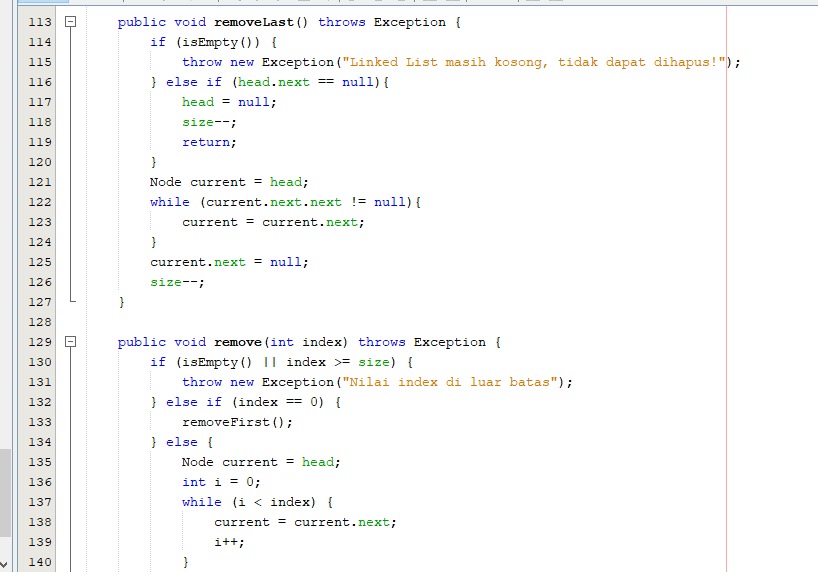 113 public void removeLast() throws Exception {
114 if (isEmpty()) {
115 throw new Exception("Linked List masih kosong, tidak dapat dihapus!");
116 } else if (head.next == null){
117 head = null;
118 size--;
119 return;
120 }
121 Node current = head;
122 while (current.next.next != null){
123 current = current.next;
124 }
125 current.next = null;
126 size--;
127 }
128
129 public void remove(int index) throws Exception {
130 if (isEmpty() || index >= size) {
131 throw new Exception("Nilai index di luar batas");
132 } else if (index == 0) {
133 removeFirst();
134 } else {
135 Node current = head;
136 int i = 0;
137 while (i < index) {
138 current = current.next;
139 i++;
140 }